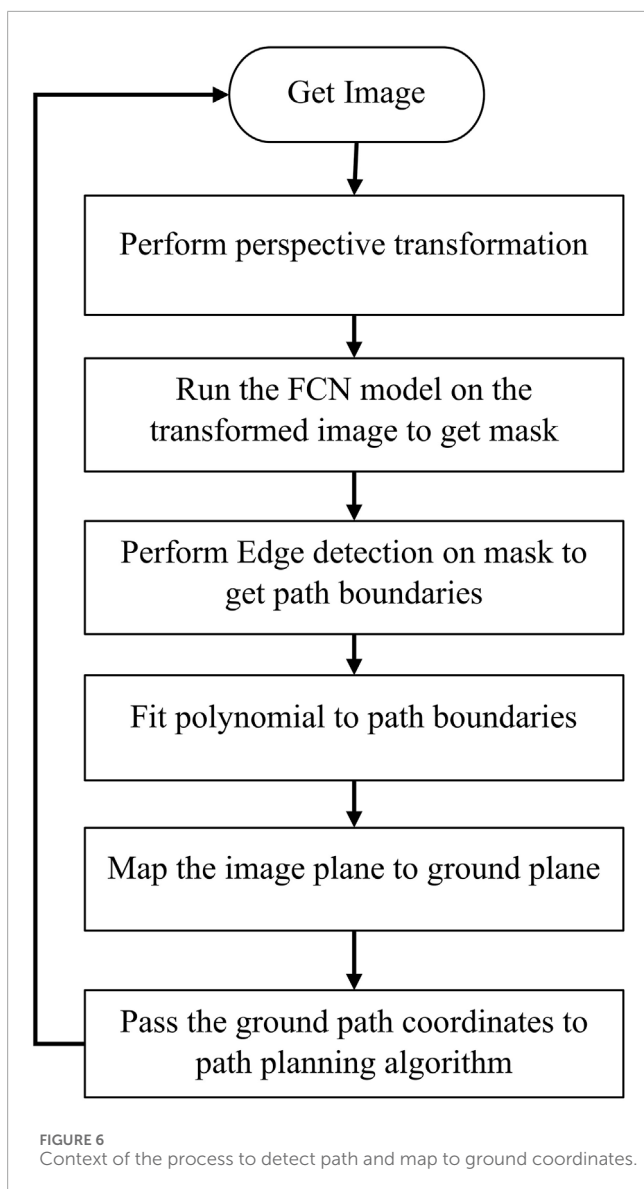 Get Image
Perform perspective transformation
Run the FCN model on the
transformed image to get mask
Perform Edge detection on mask to
get path boundaries
Fit polynomial to path boundaries
Map the image plane to ground plane
Pass the ground path coordinates to
path planning algorithm
FIGURE 6
Context of the process to detect path and map to ground coordinates.